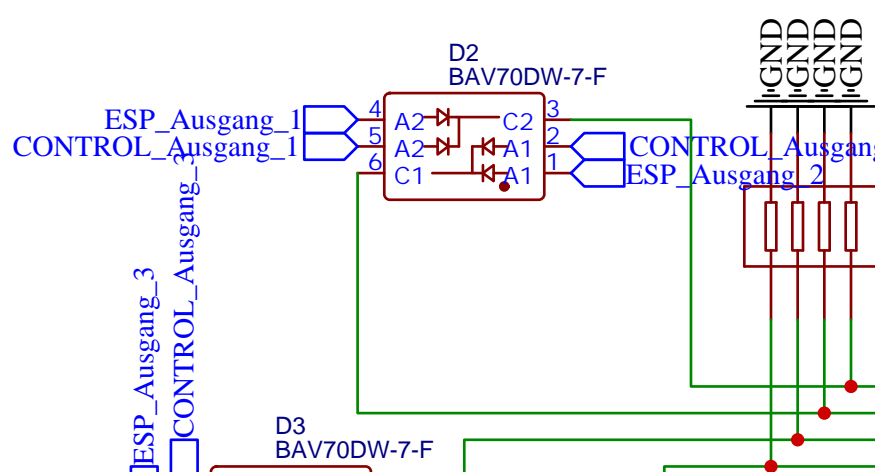 GND GND GND GND
D2
BAV70DW-7-F
ESP_Ausgang_1 4 A2 C2 3
CONTROL_Ausgang_1 5 A2 A1 2 CONTROL_Ausgang
6 C1 A1 1 ESP_Ausgang_2
ESP_Ausgang_3
CONTROL_Ausgang_3
D3
BAV70DW-7-F